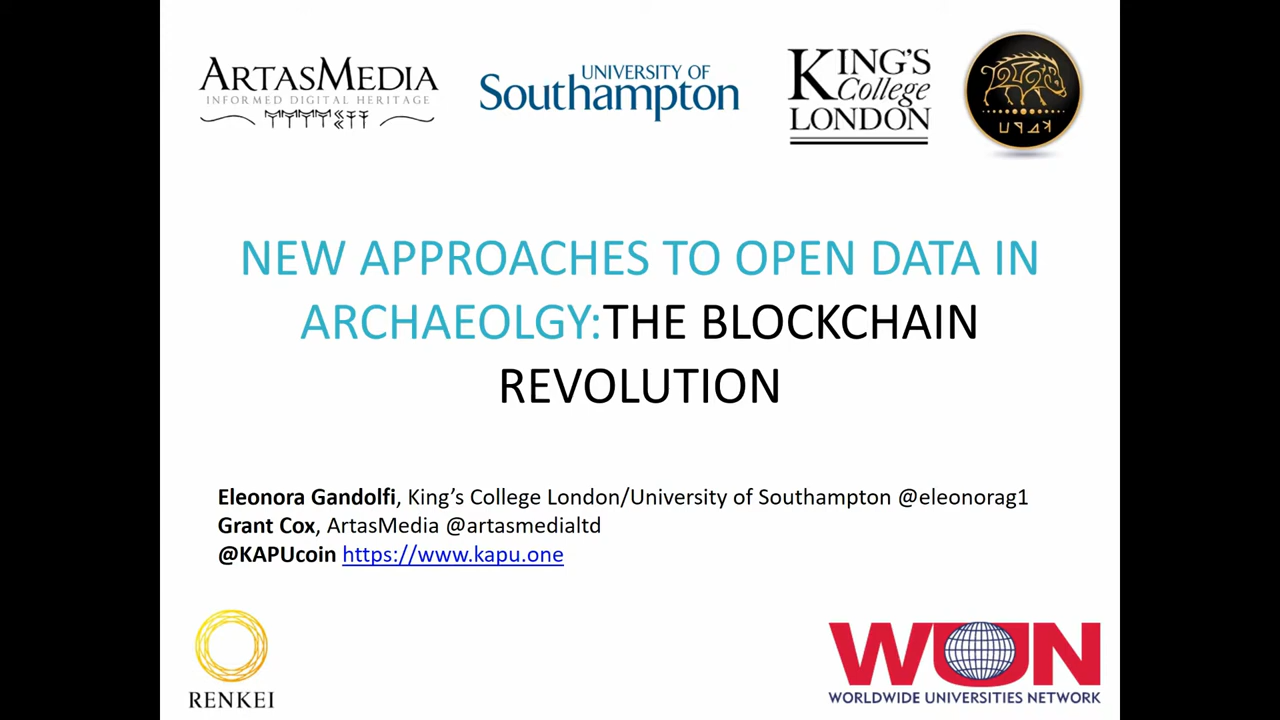 ARTASMEDIA
INFORMED DIGITAL HERITAGE
UNIVERSITY OF
Southampton
KING'S
College
LONDON
NEW APPROACHES TO OPEN DATA IN
ARCHAEOLGY:THE BLOCKCHAIN
REVOLUTION
Eleonora Gandolfi, King’s College London/University of Southampton @eleonorag1
Grant Cox, ArtasMedia @artasmedialtd
@KAPUcoin https://www.kapu.one
RENKEI
WUN
WORLDWIDE UNIVERSITIES NETWORK